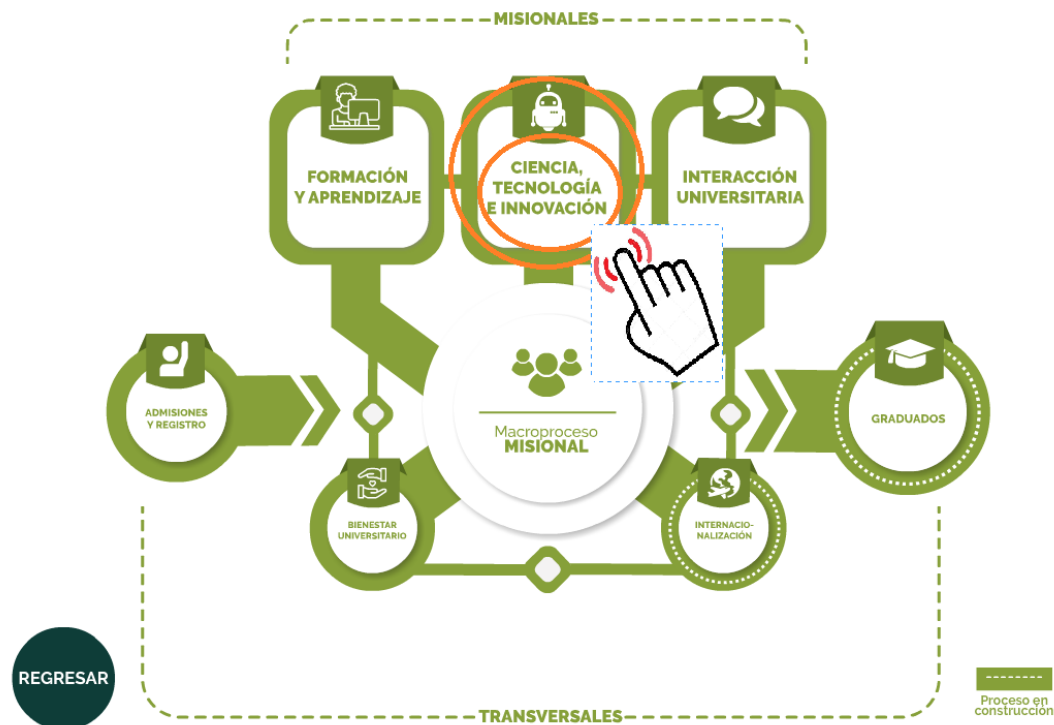 MISIONALES
FORMACIÓN
Y APRENDIZAJE
CIENCIA,
TECNOLOGÍA
E INNOVACIÓN
INTERACCIÓN
UNIVERSITARIA
ADMISIONES
Y REGISTRO
Macroproceso
MISIONAL
GRADUADOS
BIENESTAR
UNIVERSITARIO
INTERNACIO-
NALIZACIÓN
REGRESAR
TRANSVERSALES
Proceso en
construcción